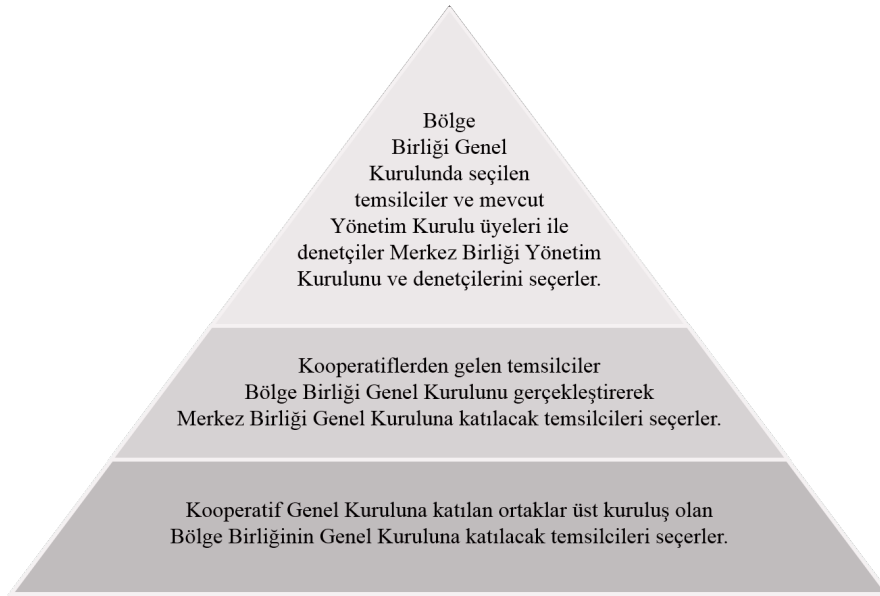 Bölge
Birliği Genel
Kurulunda seçilen
temsilciler ve mevcut
Yönetim Kurulu üyeleri ile
denetçiler Merkez Birliği Yönetim
Kurulunu ve denetçilerini seçerler.
Kooperatiflerden gelen temsilciler
Bölge Birliği Genel Kurulunu gerçekleştirerek
Merkez Birliği Genel Kuruluna katılacak temsilcileri seçerler.
Kooperatif Genel Kuruluna katılan ortaklar üst kuruluş olan
Bölge Birliğinin Genel Kuruluna katılacak temsilcileri seçerler.